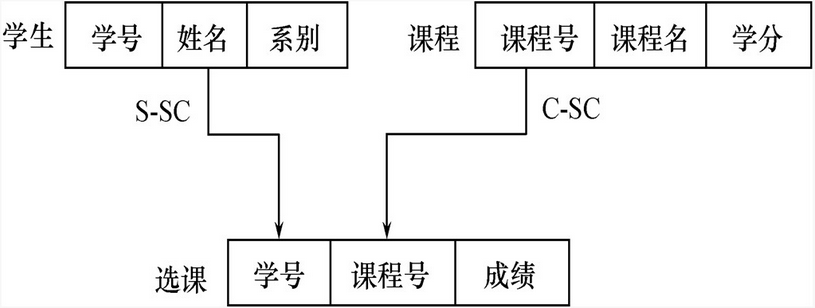 学生 学号 姓名 系别 课程 课程号 课程名 学分
S-SC C-SC
选课 学号 课程号 成绩